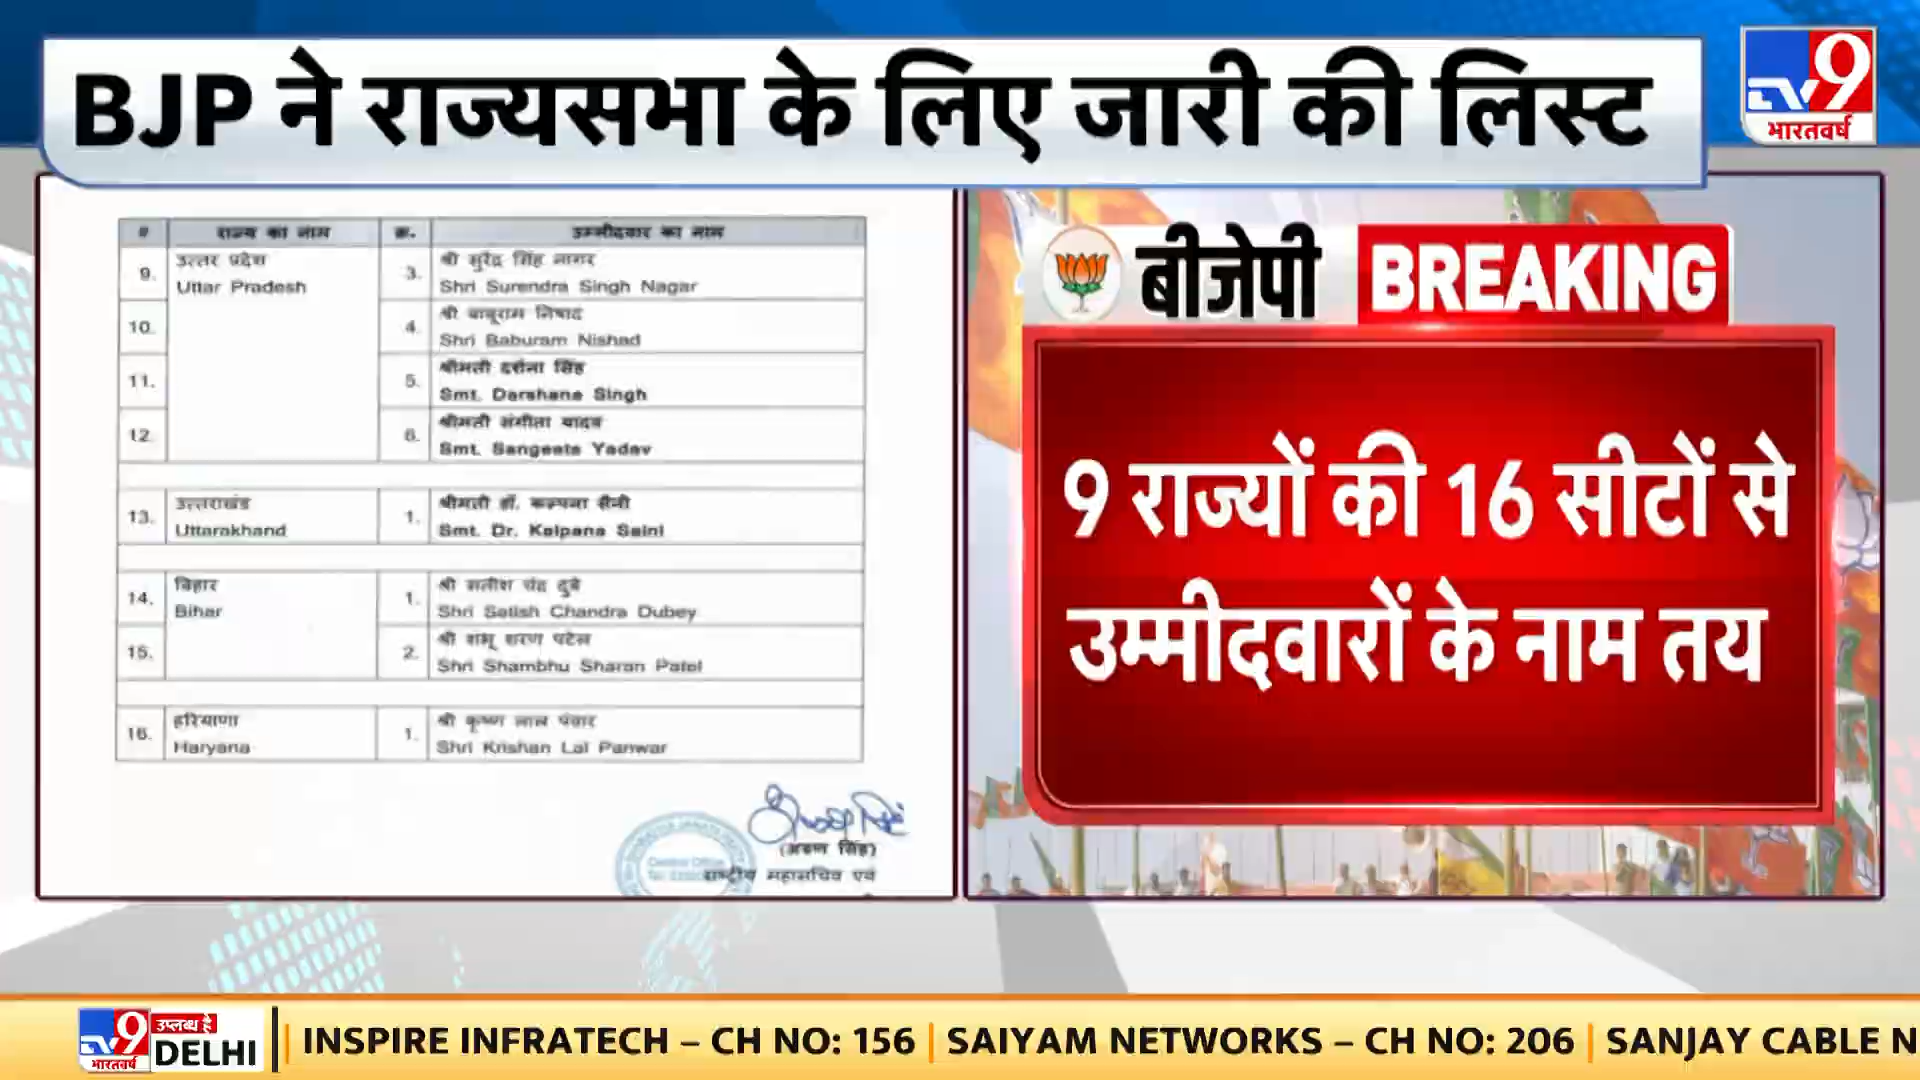 BJP ने राज्यसभा के लिए जारी की लिस्ट
TV9
भारतवर्ष
# राज्य का नाम क्र. उम्मीदवार का नाम
9. उत्तर प्रदेश 3. श्री सुरेंद्र सिंह नागर
Uttar Pradesh Shri Surendra Singh Nagar
10. 4. श्री बाबूराम निषाद
Shri Baburam Nishad
11. 5. श्रीमती दर्शना सिंह
Smt. Darshana Singh
12. 6. श्रीमती संगीता यादव
Smt. Sangeeta Yadav
13. उत्तराखंड 1. श्रीमती डॉ. कल्पना सैनी
Uttarakhand Smt. Dr. Kalpana Saini
14. बिहार 1. श्री सतीश चंद्र दुबे
Bihar Shri Satish Chandra Dubey
15. 2. श्री शंभू शरण पटेल
Shri Shambhu Sharan Patel
16. हरियाणा 1. श्री कृष्ण लाल पंवार
Haryana Shri Krishan Lal Panwar
(अरुण सिंह)
राष्ट्रीय महासचिव एवं
Central Office
बीजेपी BREAKING
9 राज्यों की 16 सीटों से
उम्मीदवारों के नाम तय
TV9 भारतवर्ष उपलब्ध है DELHI
INSPIRE INFRATECH – CH NO: 156 | SAIYAM NETWORKS – CH NO: 206 | SANJAY CABLE N